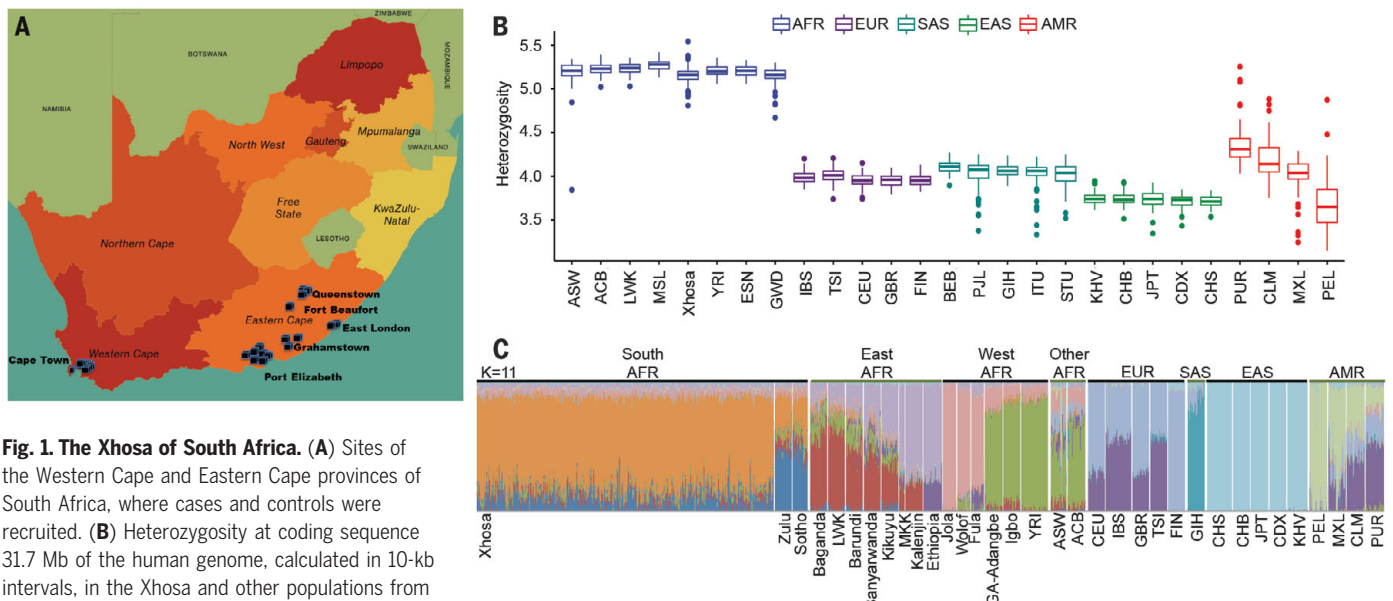 A
ZIMBABWE
BOTSWANA
MOZAMBIQUE
NAMIBIA
Limpopo
North West
Gauteng
Mpumalanga
SWAZILAND
Free State
KwaZulu-Natal
LESOTHO
Northern Cape
Queenstown
Fort Beaufort
Eastern Cape
East London
Grahamstown
Cape Town
Western Cape
Port Elizabeth
Fig. 1. The Xhosa of South Africa. (A) Sites of
the Western Cape and Eastern Cape provinces of
South Africa, where cases and controls were
recruited. (B) Heterozygosity at coding sequence
31.7 Mb of the human genome, calculated in 10-kb
intervals, in the Xhosa and other populations from
B
AFR EUR SAS EAS AMR
Heterozygosity
5.5
5.0
4.5
4.0
3.5
ASW ACB LWK MSL Xhosa YRI ESN GWD IBS TSI CEU GBR FIN BEB PJL GIH ITU STU KHV CHB JPT CDX CHS PUR CLM MXL PEL
C
K=11
South AFR
East AFR
West AFR
Other AFR
EUR SAS EAS AMR
Xhosa Zulu Sotho Baganda LWK Barundi Banyarwanda Kikuyu MKK Kalenjin Ethiopia Jola Wolof Fula GA-Adangbe Igbo YRI ASW ACB CEU IBS GBR TSI FIN GIH CHS CHB JPT CDX KHV PEL MXL CLM PUR